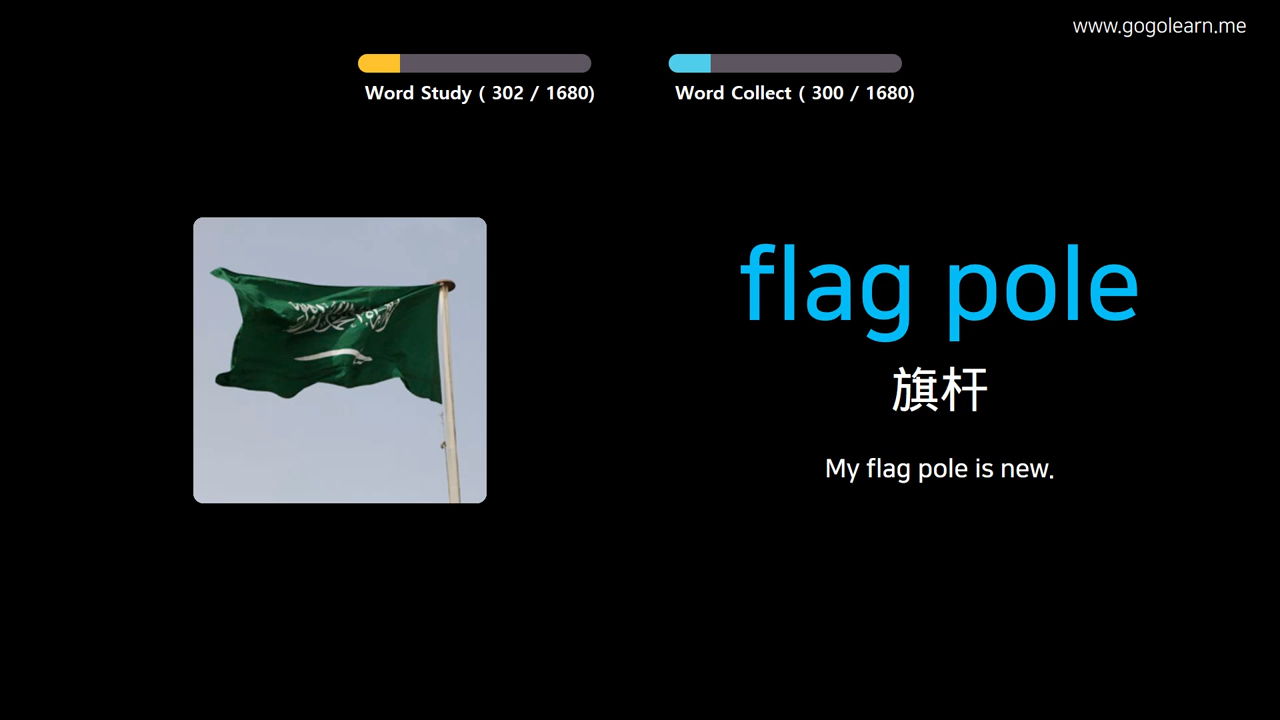 www.gogolearn.me
Word Study ( 302 / 1680)
Word Collect ( 300 / 1680)
flag pole
旗杆
My flag pole is new.